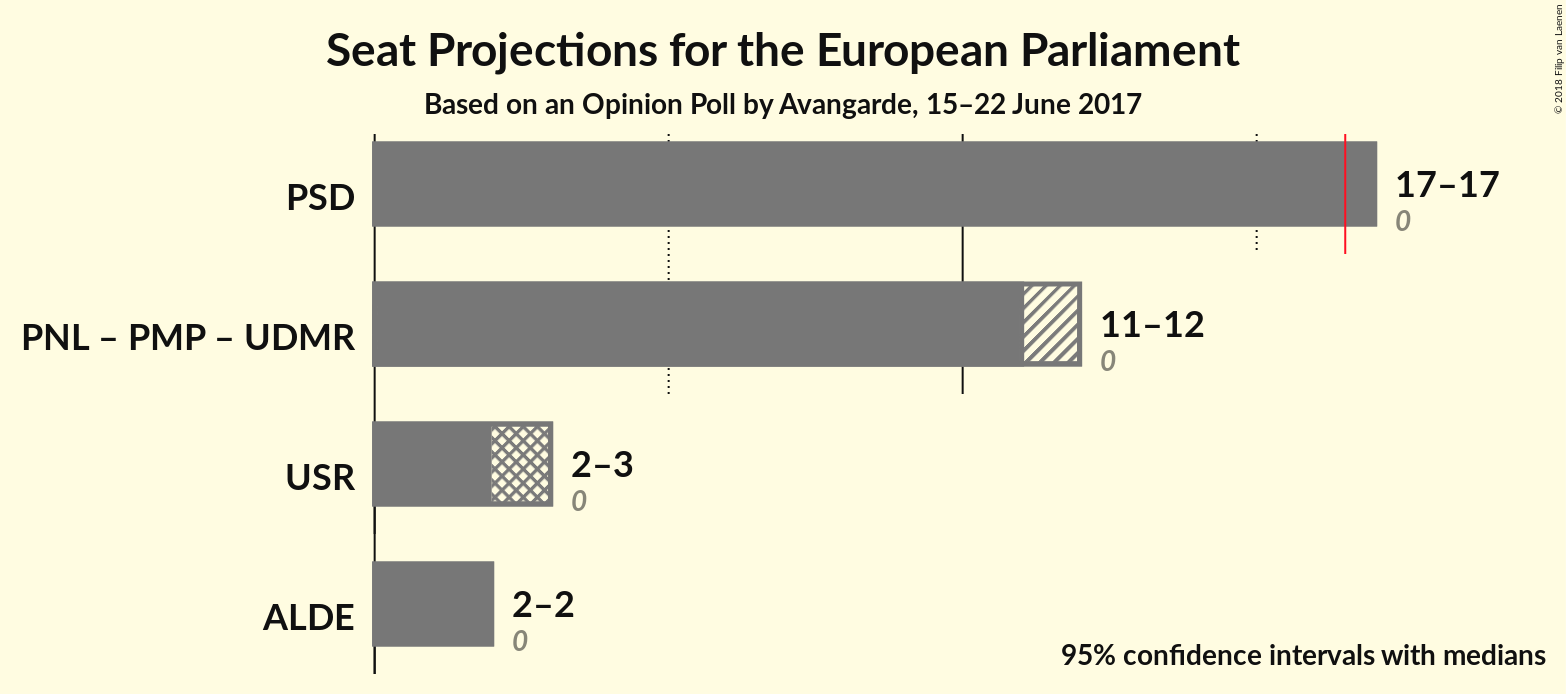 Seat Projections for the European Parliament
Based on an Opinion Poll by Avangarde, 15–22 June 2017
© 2018 Filip van Laenen
PSD
17–17
0
PNL – PMP – UDMR
11–12
0
USR
2–3
0
ALDE
2–2
0
95% confidence intervals with medians